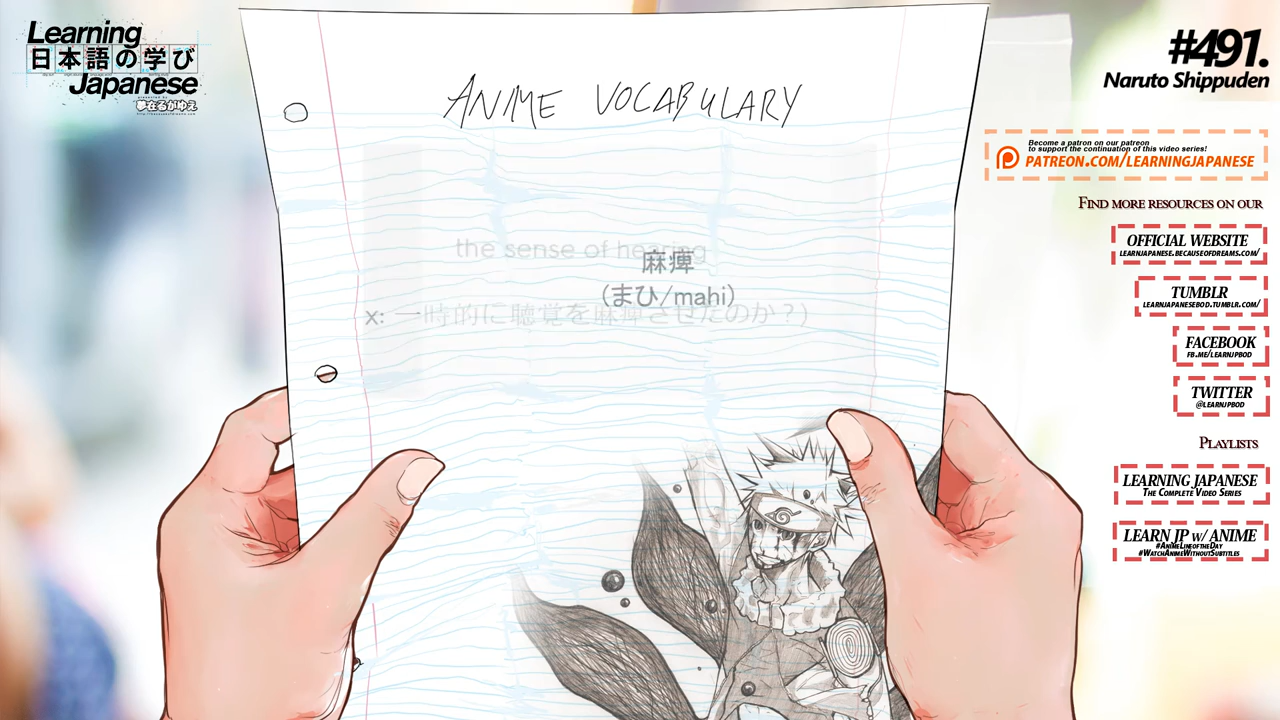 Learning
日本語の学び
Japanese
夢在るがゆえ
#491.
Naruto Shippuden
ANIME VOCABULARY
Become a patron on our patreon
to support the continuation of this video series!
PATREON.COM/LEARNINGJAPANESE
FIND MORE RESOURCES ON OUR
OFFICIAL WEBSITE
LEARNJAPANESE.BECAUSEOFDREAMS.COM/
TUMBLR
LEARNJAPANESEBOD.TUMBLR.COM/
FACEBOOK
FB.ME/LEARNJPBOD
TWITTER
@LEARNJPBOD
PLAYLISTS
LEARNING JAPANESE
THE COMPLETE VIDEO SERIES
LEARN JP W/ ANIME
#ANIMELINEOFTHEDAY
#WATCHANIMEWITHOUTSUBTITLES
the sense of hearing
麻痺
(まひ/mahi)
x: 一時的に聴覚を麻痺させたのか？)